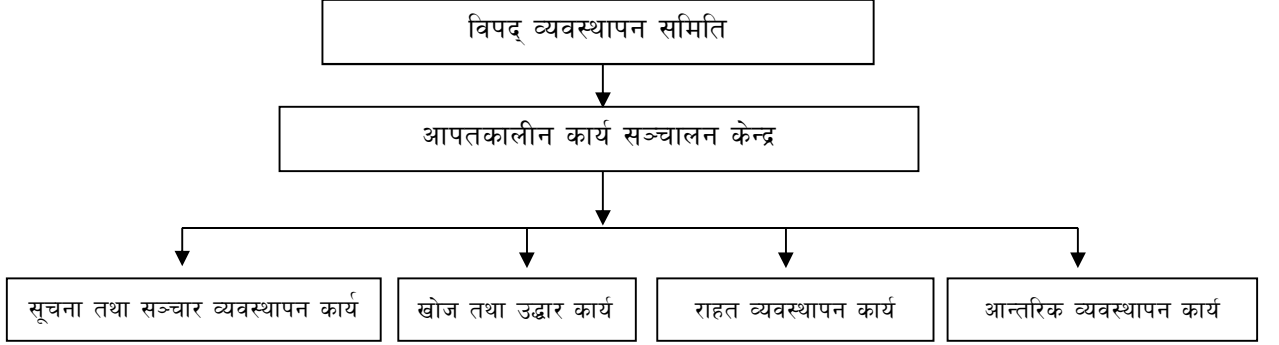 विपद् व्यवस्थापन समिति
आपतकालीन कार्य सञ्चालन केन्द्र
सूचना तथा सञ्चार व्यवस्थापन कार्य
खोज तथा उद्धार कार्य
राहत व्यवस्थापन कार्य
आन्तरिक व्यवस्थापन कार्य